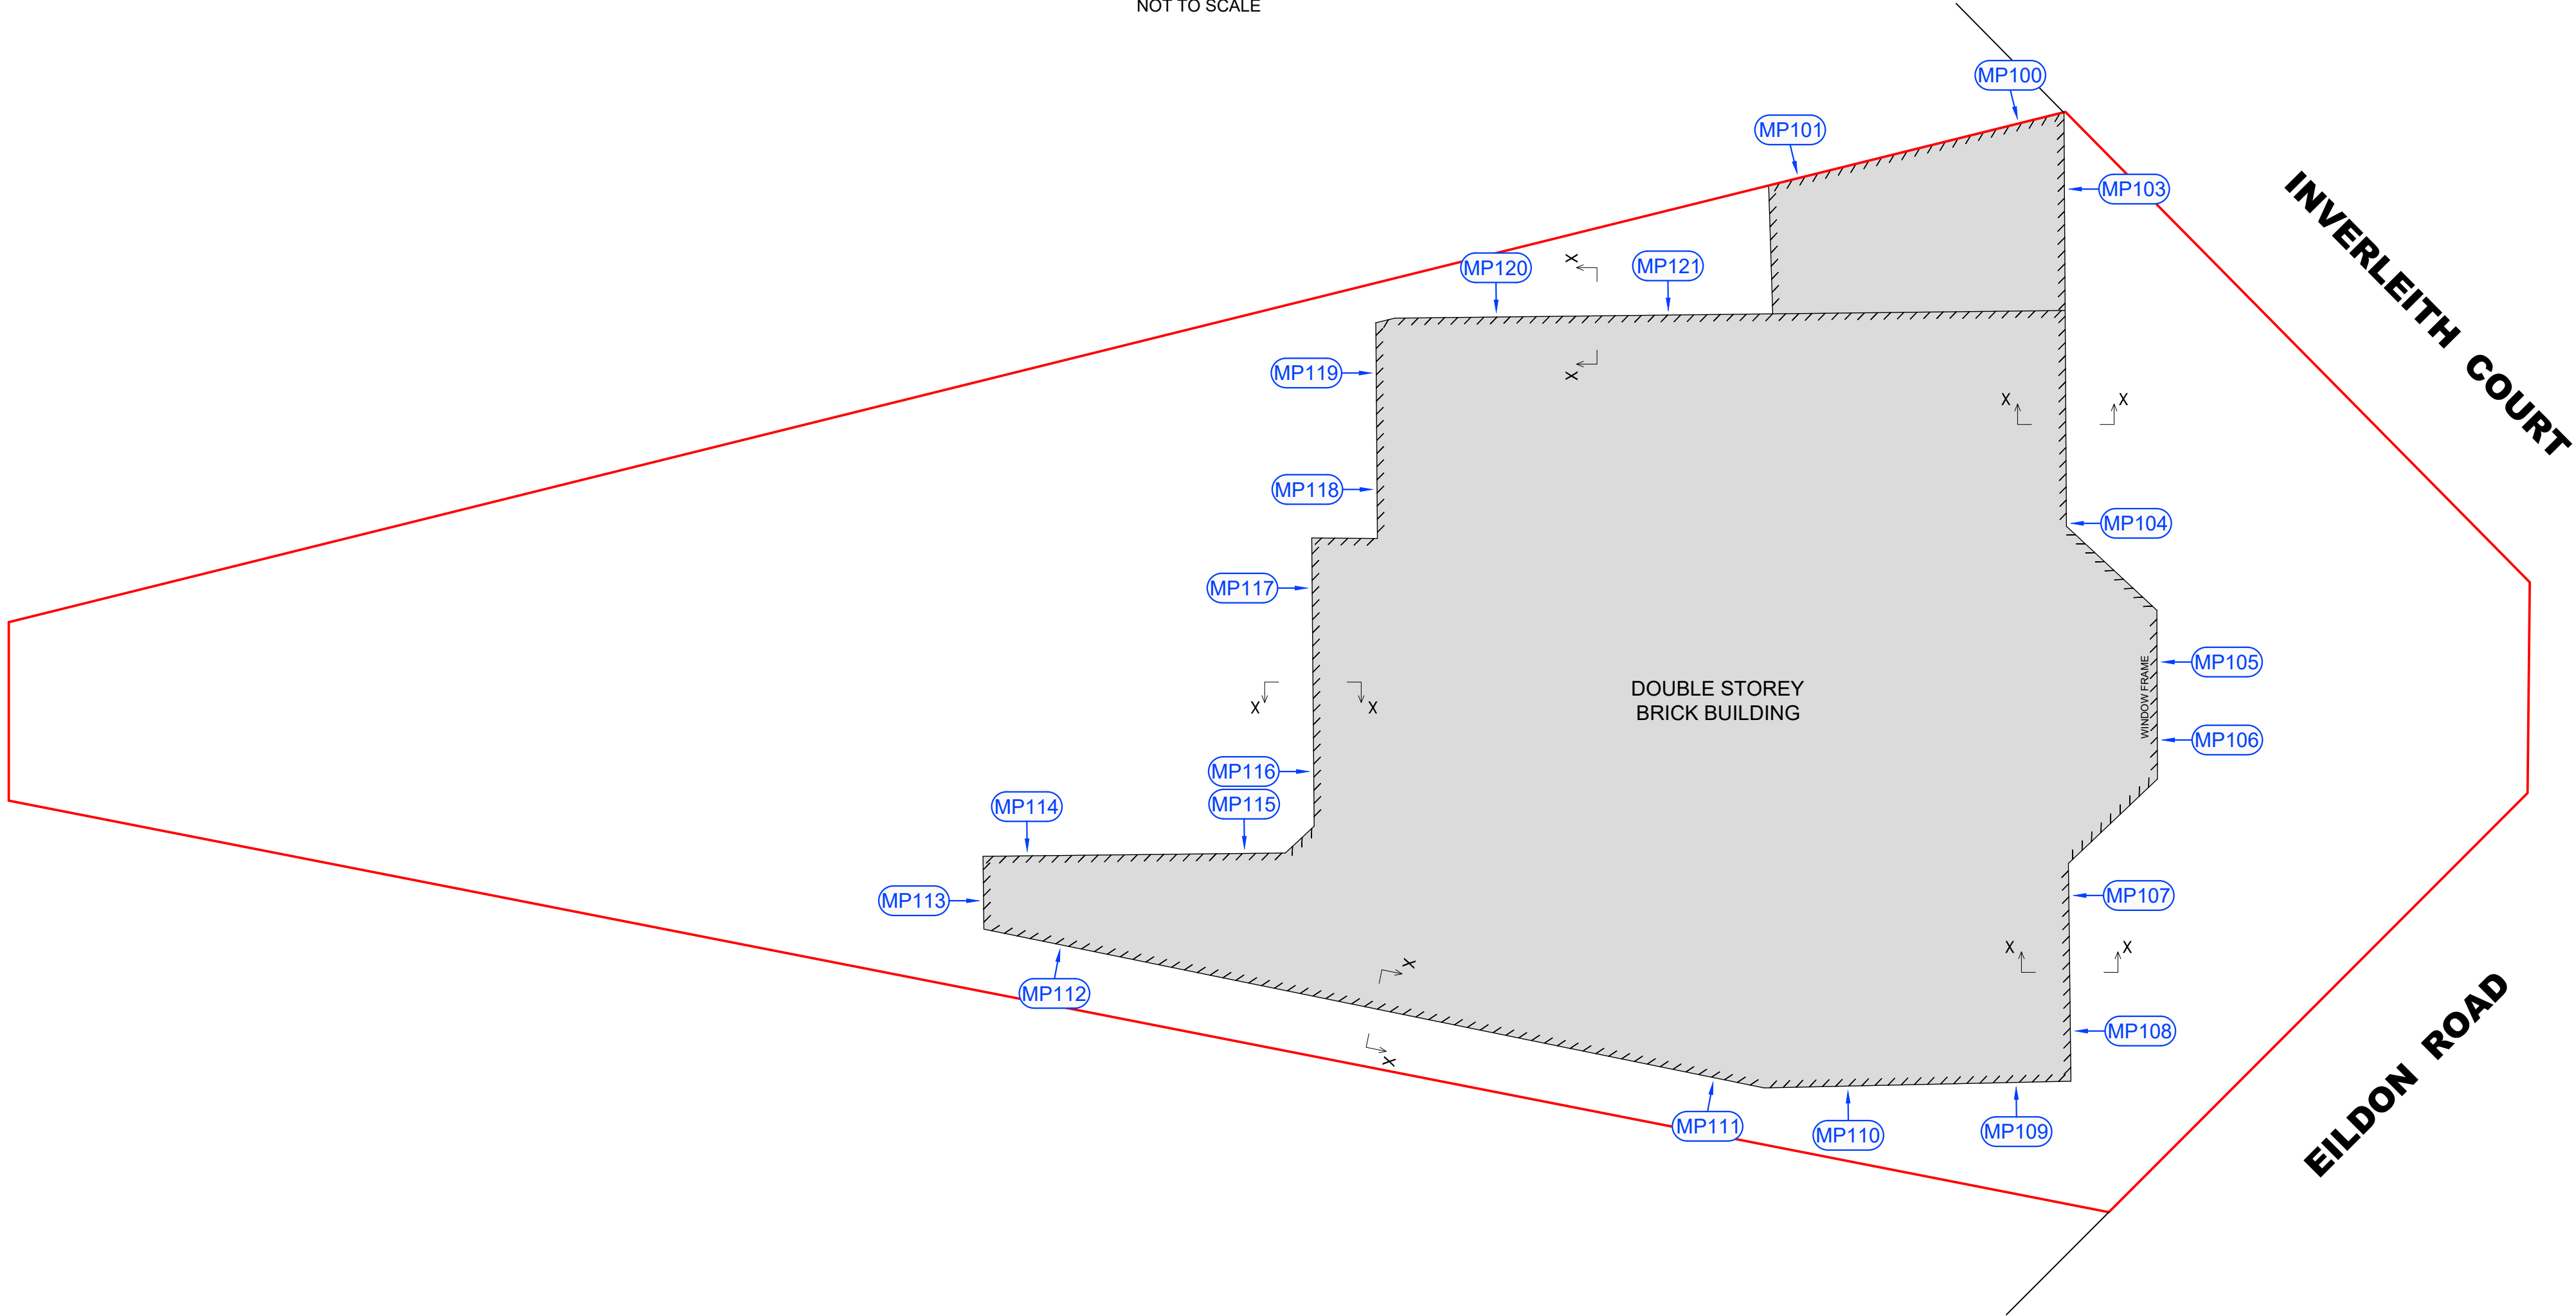 NOT TO SCALE
MP100
MP101
MP103
INVERLEITH COURT
MP120
X
MP121
MP119
X
X
X
MP118
MP104
MP117
MP105
WINDOW FRAME
DOUBLE STOREY
BRICK BUILDING
X
X
MP106
MP116
MP115
MP114
MP113
MP107
X
X
X
MP112
EILDON ROAD
MP108
X
MP111
MP110
MP109